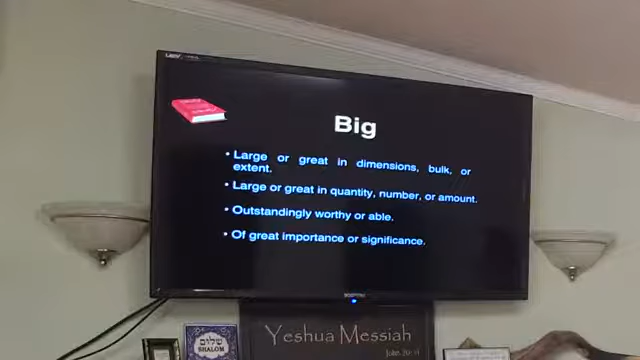 Big
• Large or great in dimensions, bulk, or
extent.
• Large or great in quantity, number, or amount.
• Outstandingly worthy or able.
• Of great importance or significance.
Yeshua Messiah
שלום
SHALOM